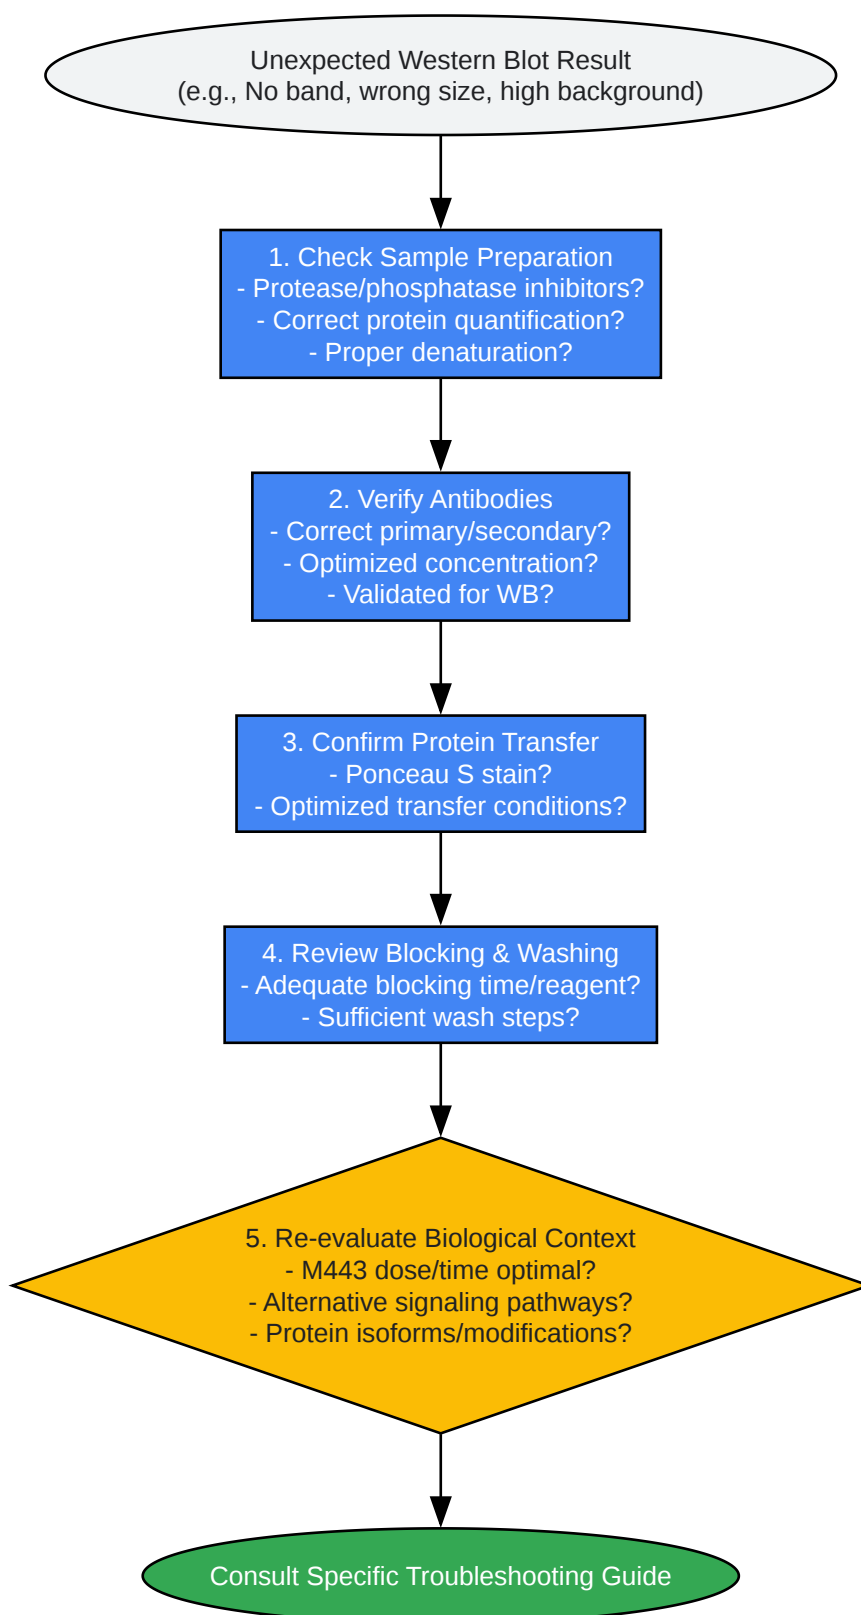 Unexpected Western Blot Result
(e.g., No band, wrong size, high background)
1. Check Sample Preparation
- Protease/phosphatase inhibitors?
- Correct protein quantification?
- Proper denaturation?
2. Verify Antibodies
- Correct primary/secondary?
- Optimized concentration?
- Validated for WB?
3. Confirm Protein Transfer
- Ponceau S stain?
- Optimized transfer conditions?
4. Review Blocking & Washing
- Adequate blocking time/reagent?
- Sufficient wash steps?
5. Re-evaluate Biological Context
- M443 dose/time optimal?
- Alternative signaling pathways?
- Protein isoforms/modifications?
Consult Specific Troubleshooting Guide